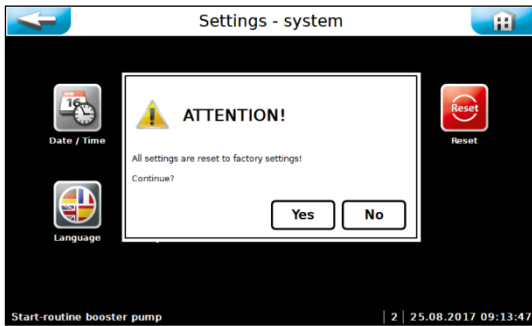 Settings - system
16
Date / Time
ATTENTION!
All settings are reset to factory settings!
Continue?
Yes
No
Reset
Reset
Language
Start-routine booster pump
2
25.08.2017 09:13:47